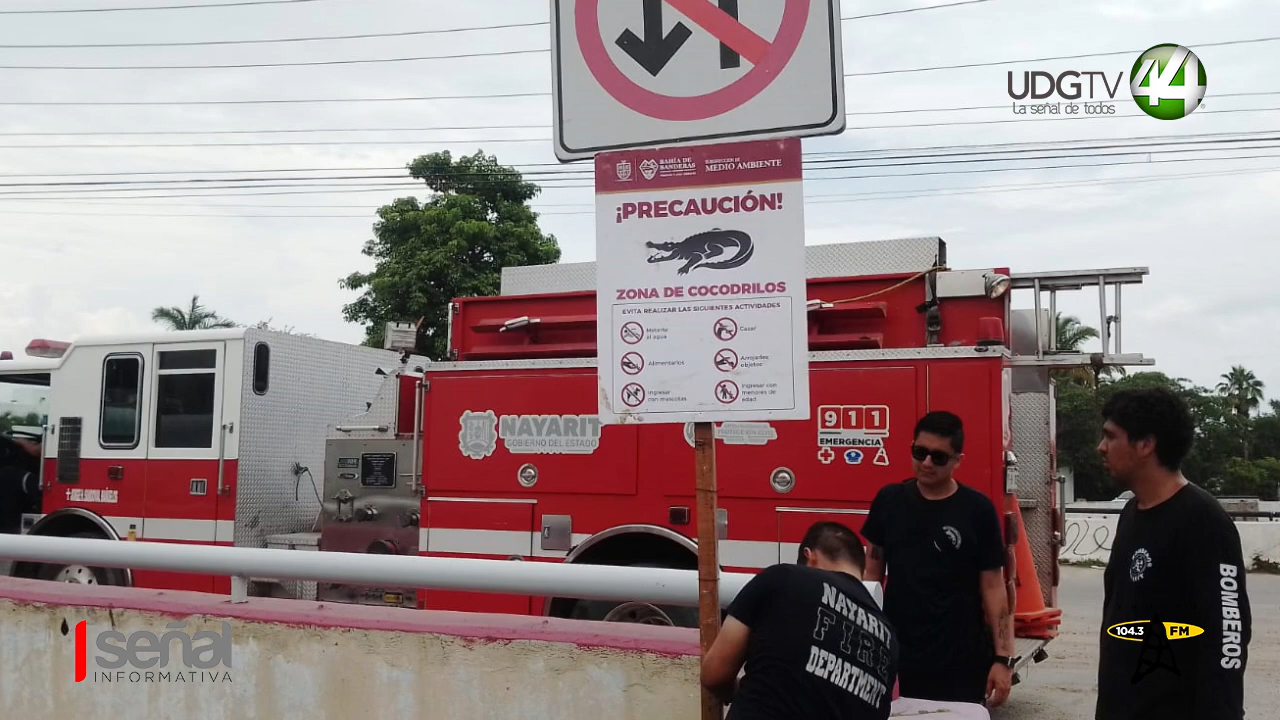 UDGTV 44
La señal de todos
BAHÍA DE BANDERAS
MEDIO AMBIENTE
¡PRECAUCIÓN!
ZONA DE COCODRILOS
EVITA REALIZAR LAS SIGUIENTES ACTIVIDADES
Meterte al agua
Cazar
Alimentarlos
Arrojarles objetos
Ingresar con mascotas
Ingresar con menores de edad
NAYARIT
GOBIERNO DEL ESTADO
911
EMERGENCIA
NAYARIT
FIRE
DEPARTMENT
BOMBEROS
BOMBEROS
104.3 FM
señal
INFORMATIVA